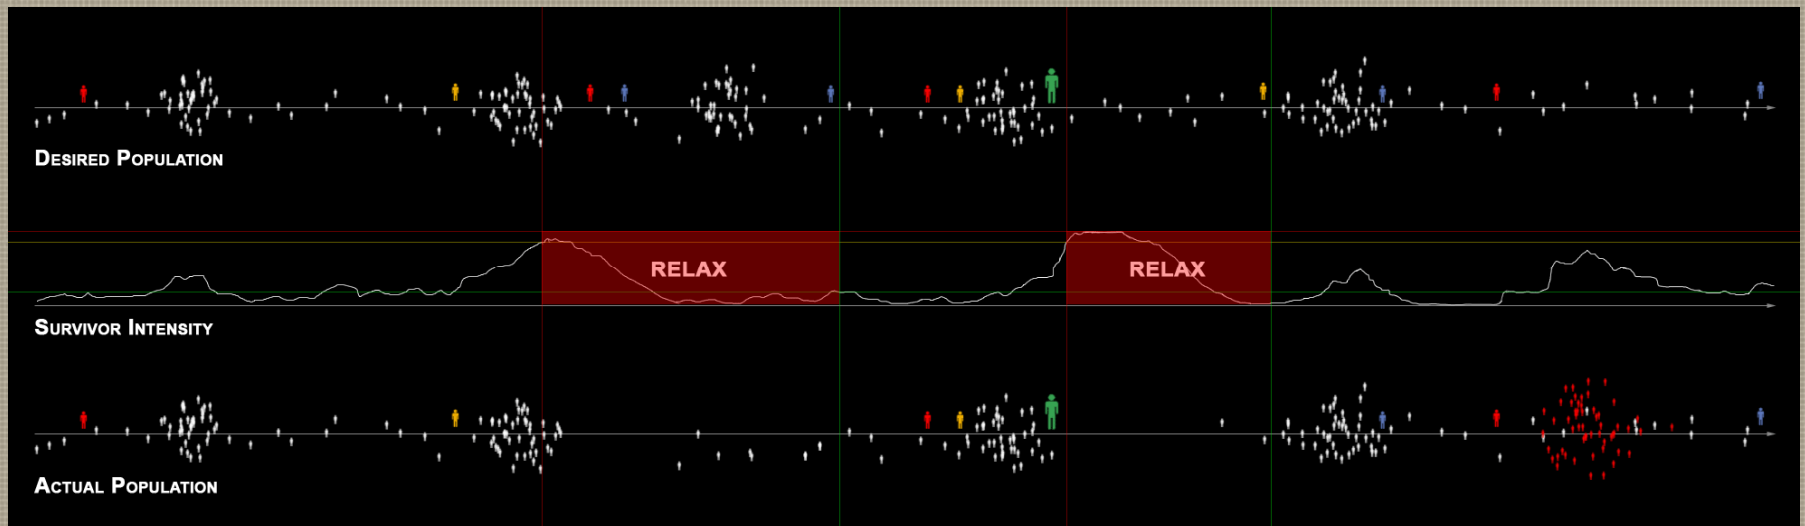 Desired Population
RELAX
RELAX
Survivor Intensity
Actual Population